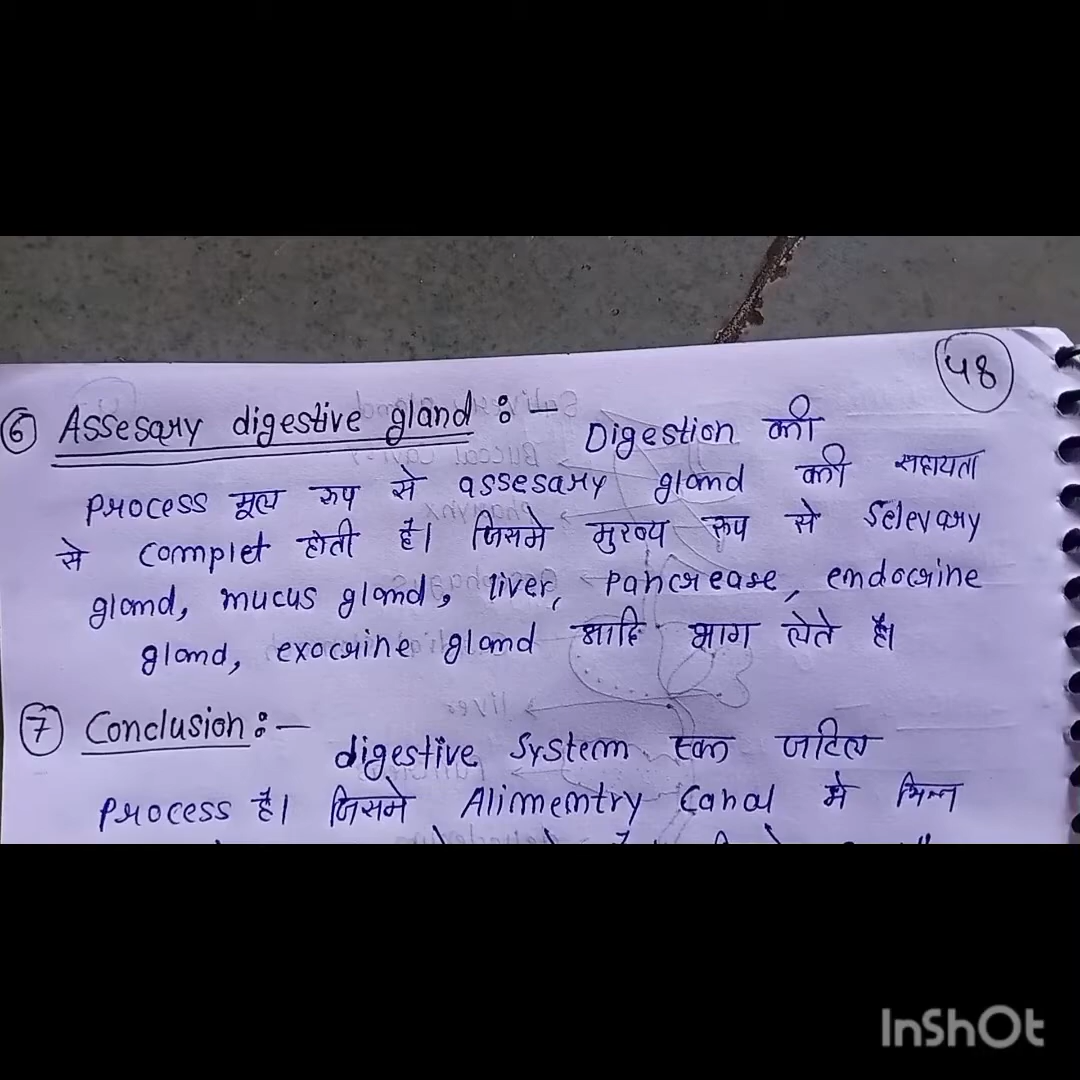 48
⑥ Assesary digestive gland :- Digestion की
process मूल रूप से assesary gland की सहायता
से complet होती है। जिसमे मुख्य रूप से Selevary
gland, mucus gland, liver, pancrease, endocrine
gland, exocrine gland आदि भाग लेते है।
⑦ Conclusion :- digestive System एक जटिल
process है। जिसमे Alimentry Canal मे भिन्न
InShOt